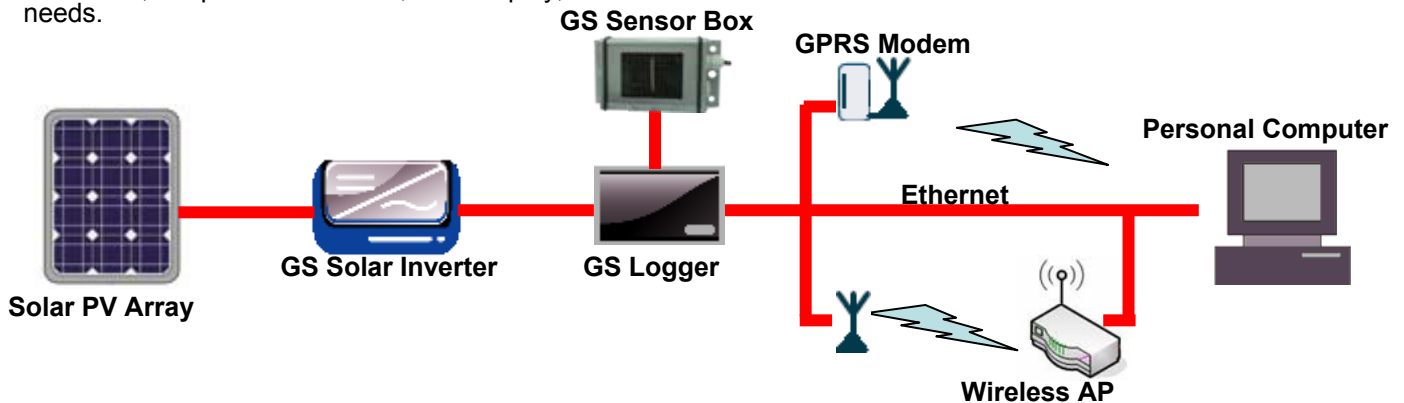 needs.
GS Sensor Box
GPRS Modem
Personal Computer
Ethernet
GS Solar Inverter
GS Logger
Solar PV Array
Wireless AP